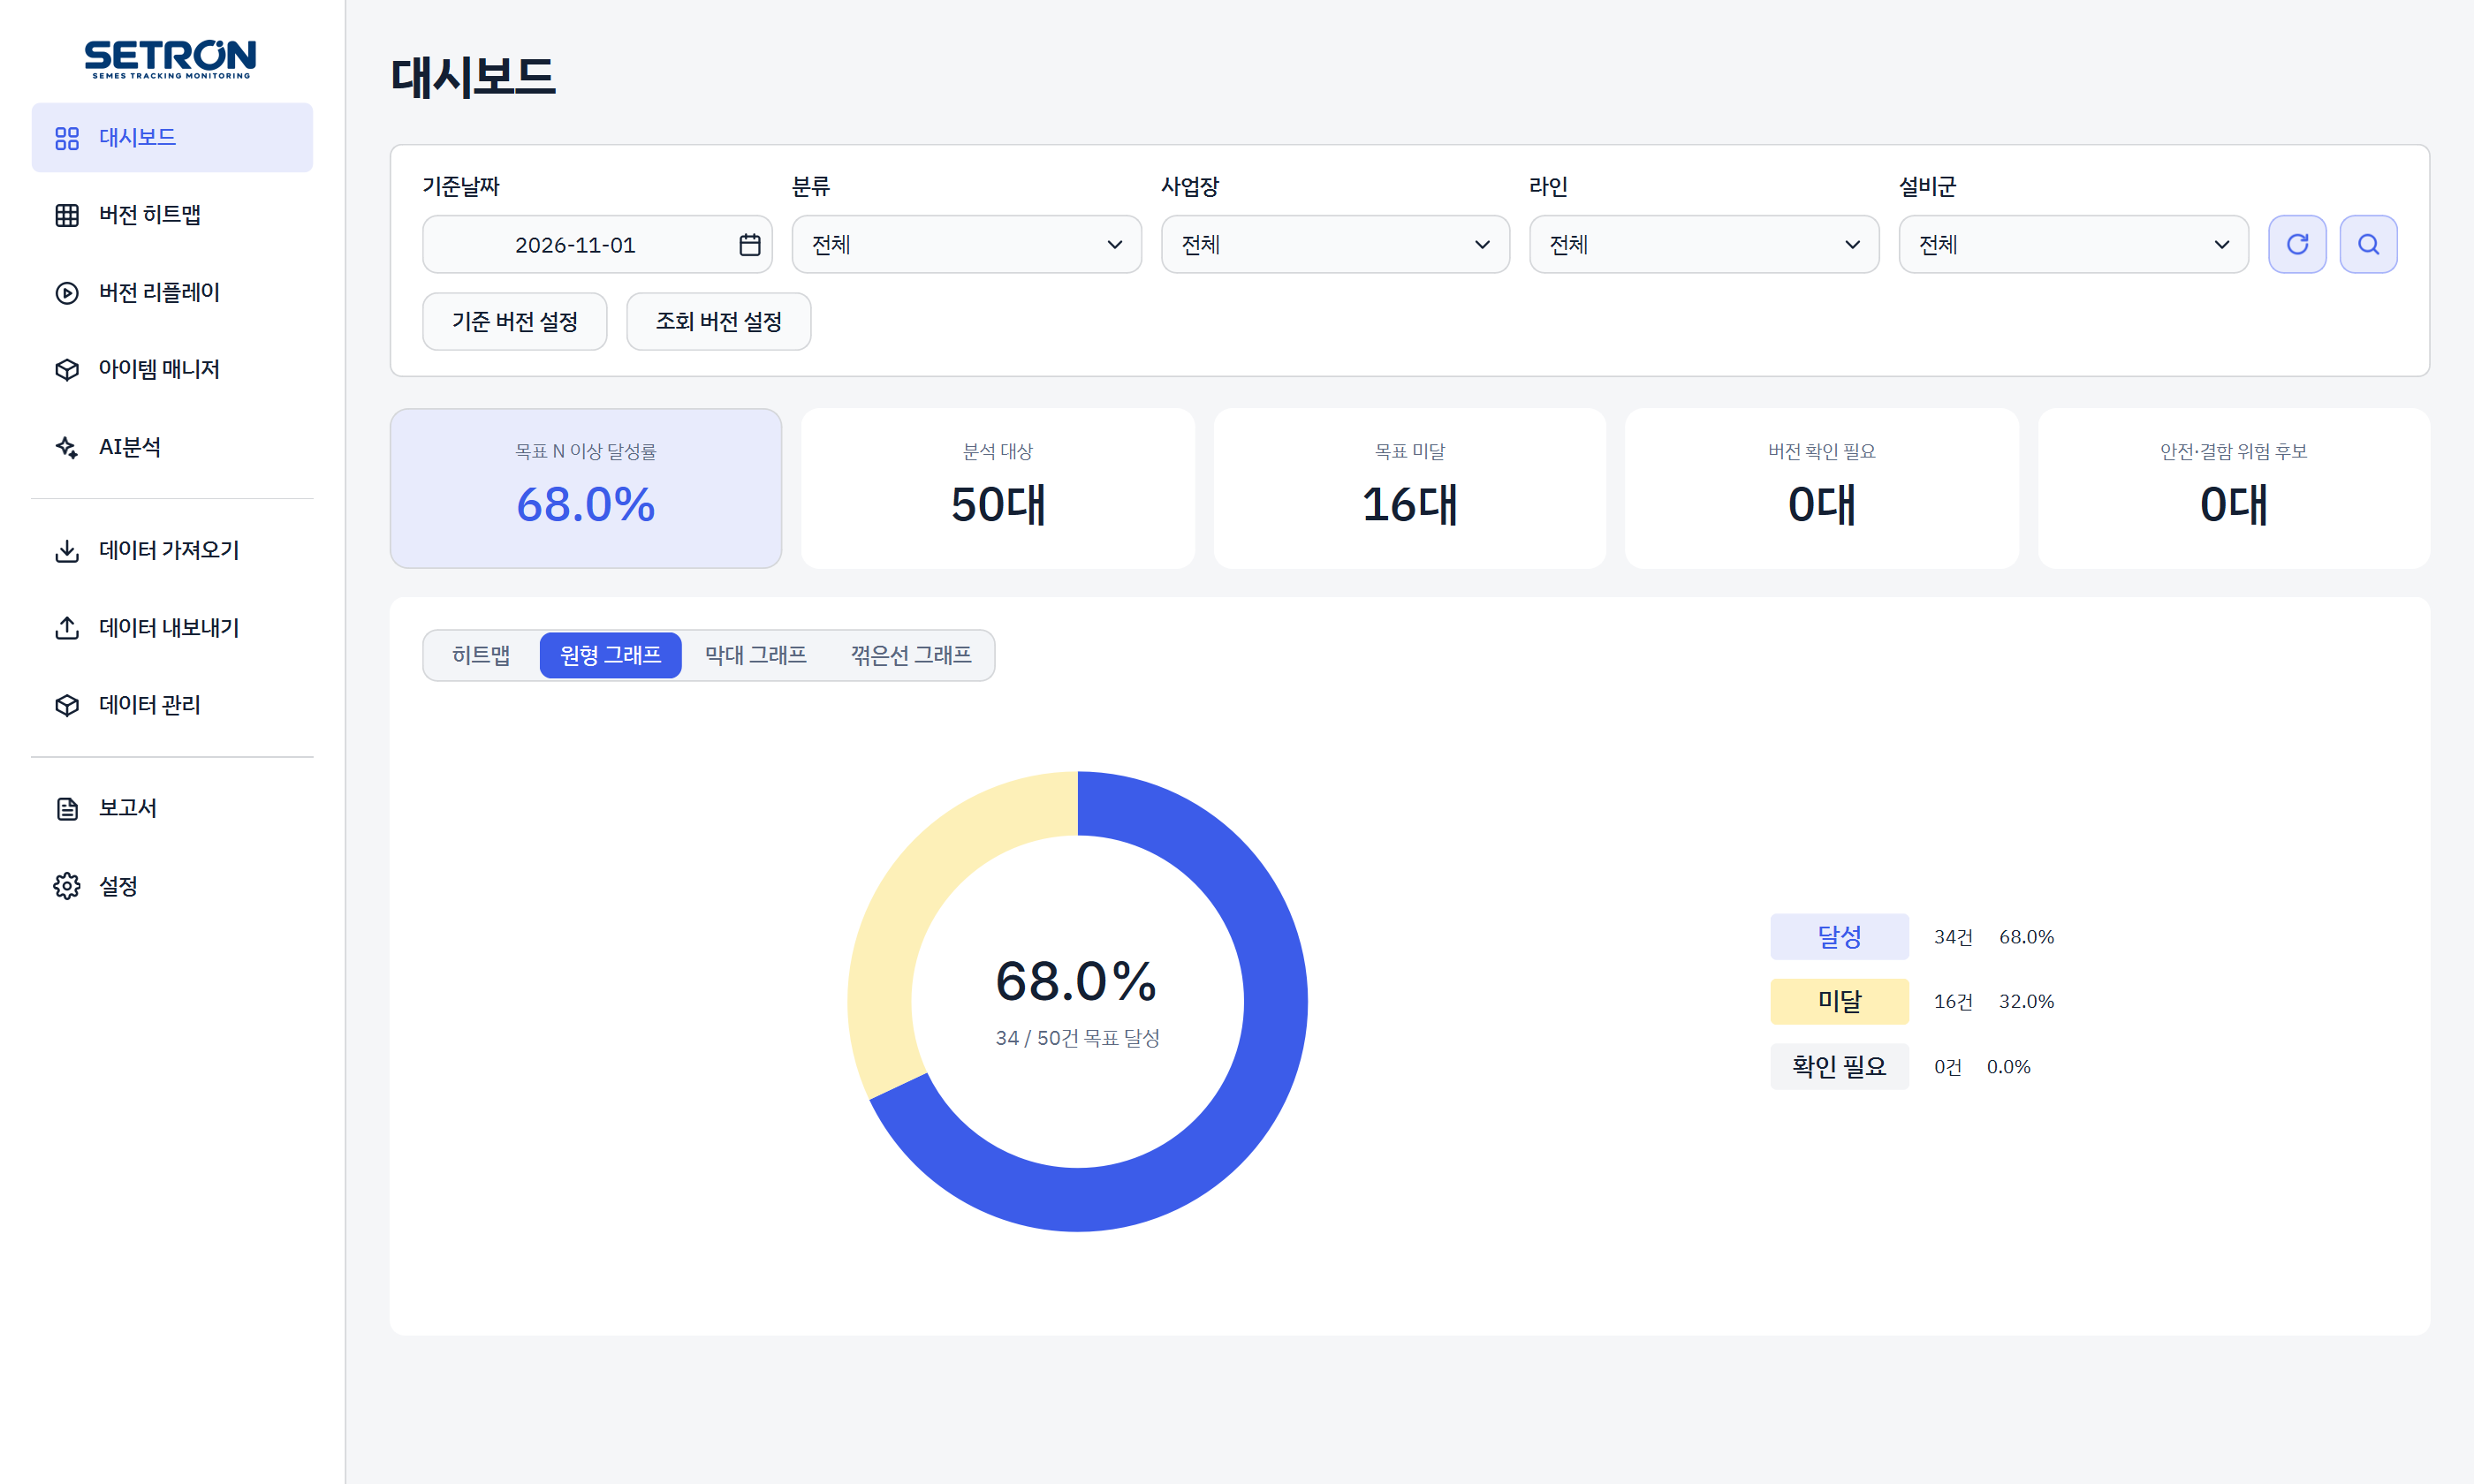 SETRON
SEMES TRACKING MONITORING
대시보드
버전 히트맵
버전 리플레이
아이템 매니저
AI분석
데이터 가져오기
데이터 내보내기
데이터 관리
보고서
설정
대시보드
기준날짜 분류 사업장 라인 설비군
2026-11-01 전체 전체 전체 전체
기준 버전 설정 조회 버전 설정
목표 N 이상 달성률 분석 대상 목표 미달 버전 확인 필요 안전·결함 위험 후보
68.0% 50대 16대 0대 0대
히트맵 원형 그래프 막대 그래프 꺾은선 그래프
68.0%
34 / 50건 목표 달성
달성 34건 68.0%
미달 16건 32.0%
확인 필요 0건 0.0%